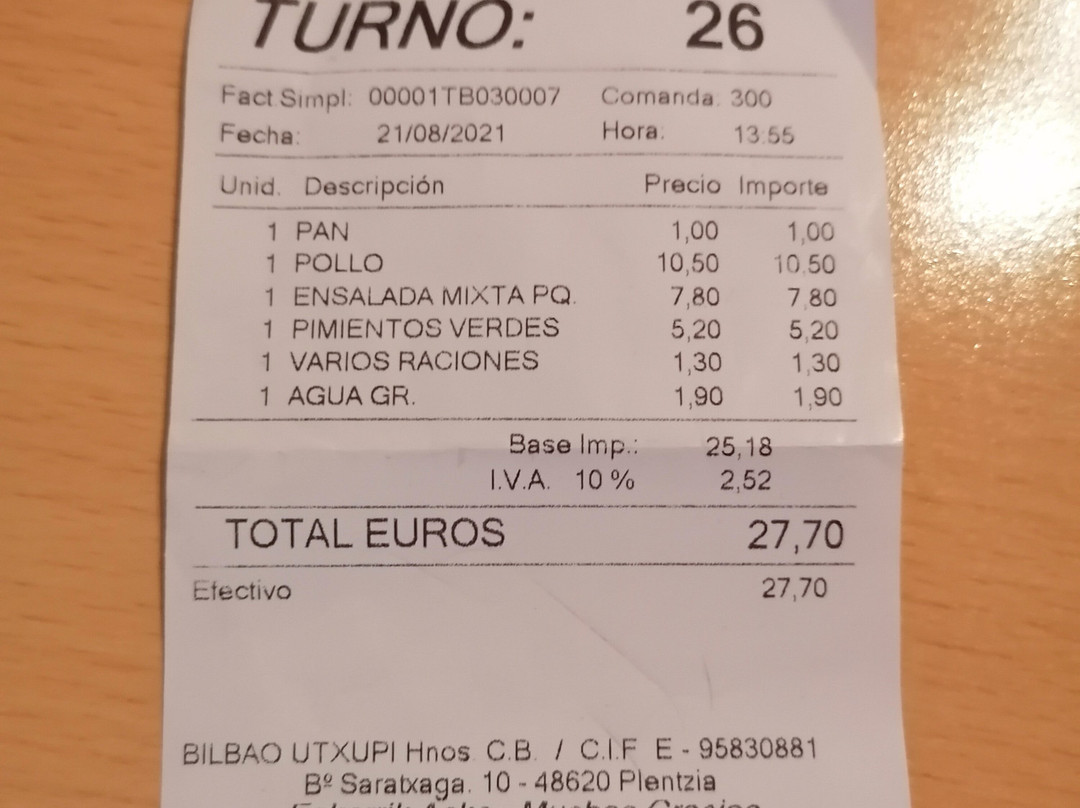 TURNO: 26
Fact.Simpl: 00001TB030007 Comanda: 300
Fecha: 21/08/2021 Hora: 13:55
Unid. Descripción Precio Importe
1 PAN 1,00 1,00
1 POLLO 10,50 10,50
1 ENSALADA MIXTA PQ. 7,80 7,80
1 PIMIENTOS VERDES 5,20 5,20
1 VARIOS RACIONES 1,30 1,30
1 AGUA GR. 1,90 1,90
Base Imp.: 25,18
I.V.A. 10 % 2,52
TOTAL EUROS 27,70
Efectivo 27,70
BILBAO UTXUPI Hnos. C.B. / C.I.F E - 95830881
Bº Saratxaga. 10 - 48620 Plentzia